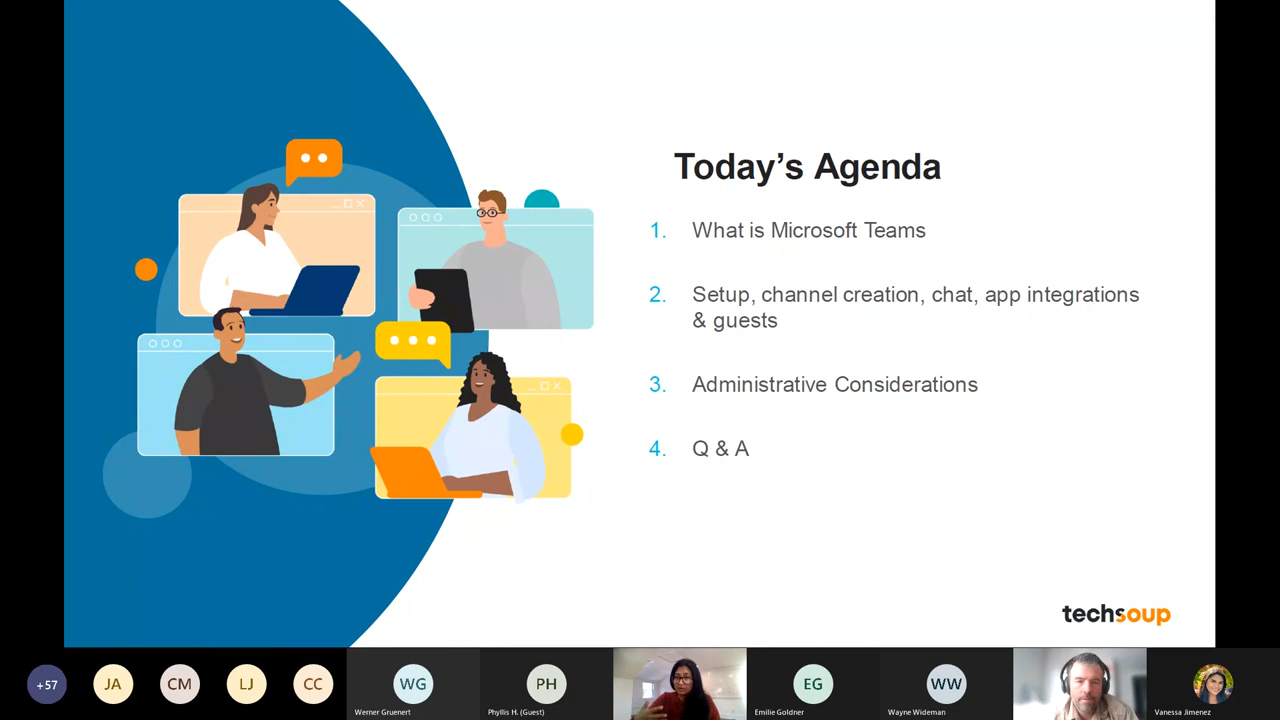 Today’s Agenda
1. What is Microsoft Teams
2. Setup, channel creation, chat, app integrations
& guests
3. Administrative Considerations
4. Q & A
techsoup
+57
JA
CM
LJ
CC
WG
PH
EG
WW
Werner Gruenert
Phyllis H. (Guest)
Emilie Goldner
Wayne Wideman
Vanessa Jimenez